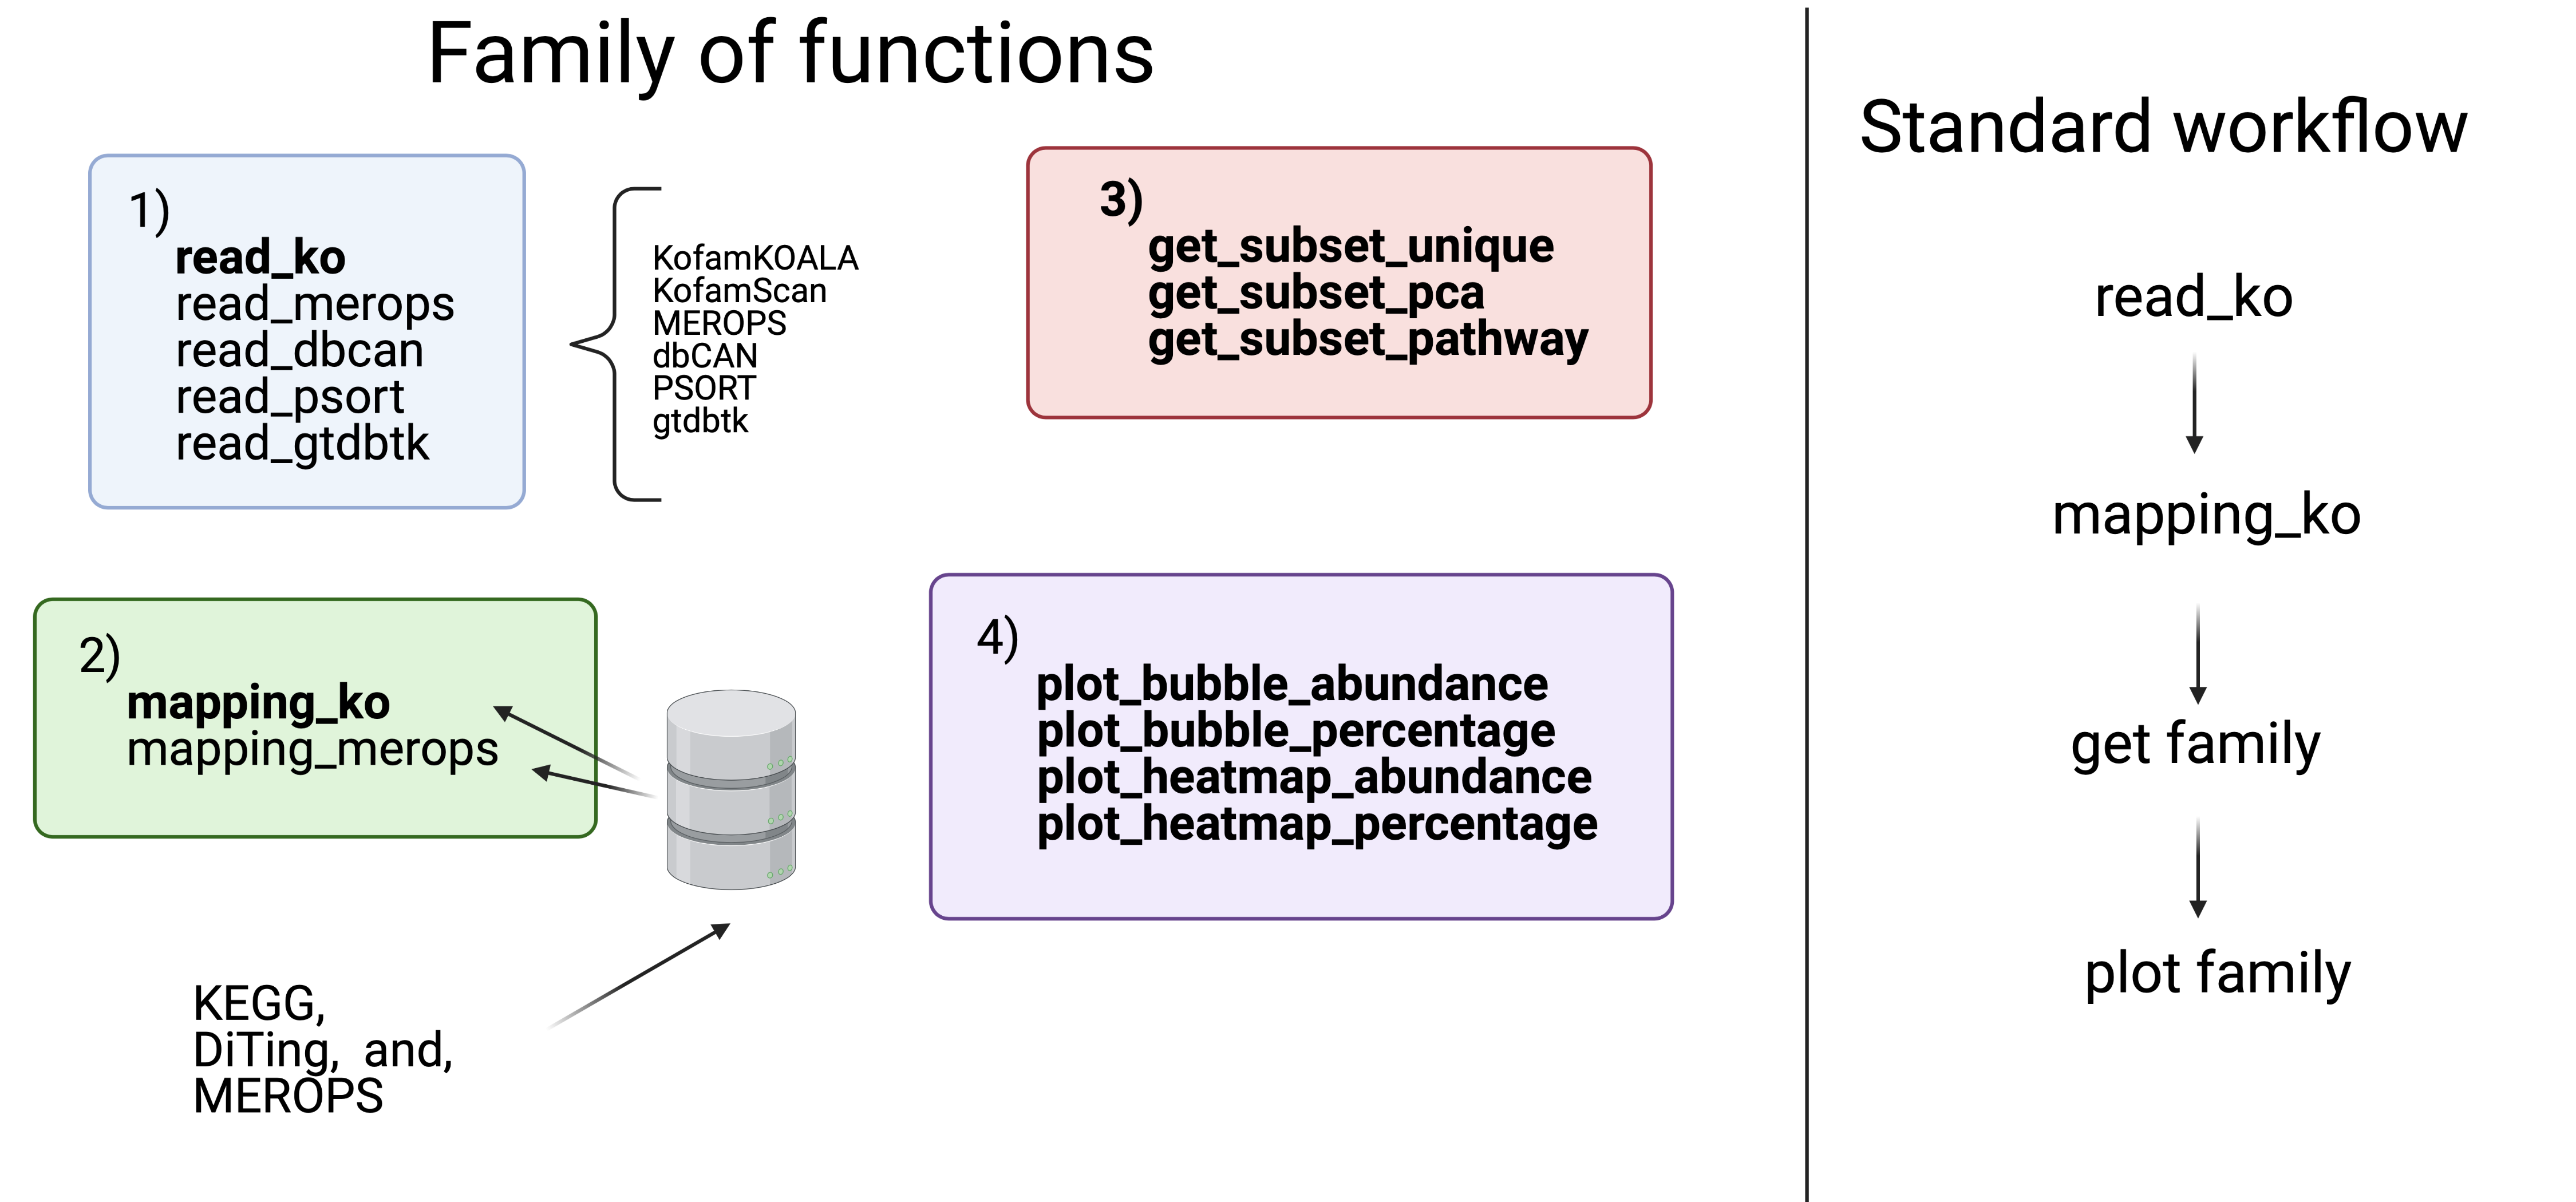 Family of functions
1)
read_ko
read_merops
read_dbcan
read_psort
read_gtdbtk
KofamKOALA
KofamScan
MEROPS
dbCAN
PSORT
gtdbtk
2)
mapping_ko
mapping_merops
KEGG,
DiTing, and,
MEROPS
3)
get_subset_unique
get_subset_pca
get_subset_pathway
4)
plot_bubble_abundance
plot_bubble_percentage
plot_heatmap_abundance
plot_heatmap_percentage
Standard workflow
read_ko
mapping_ko
get family
plot family